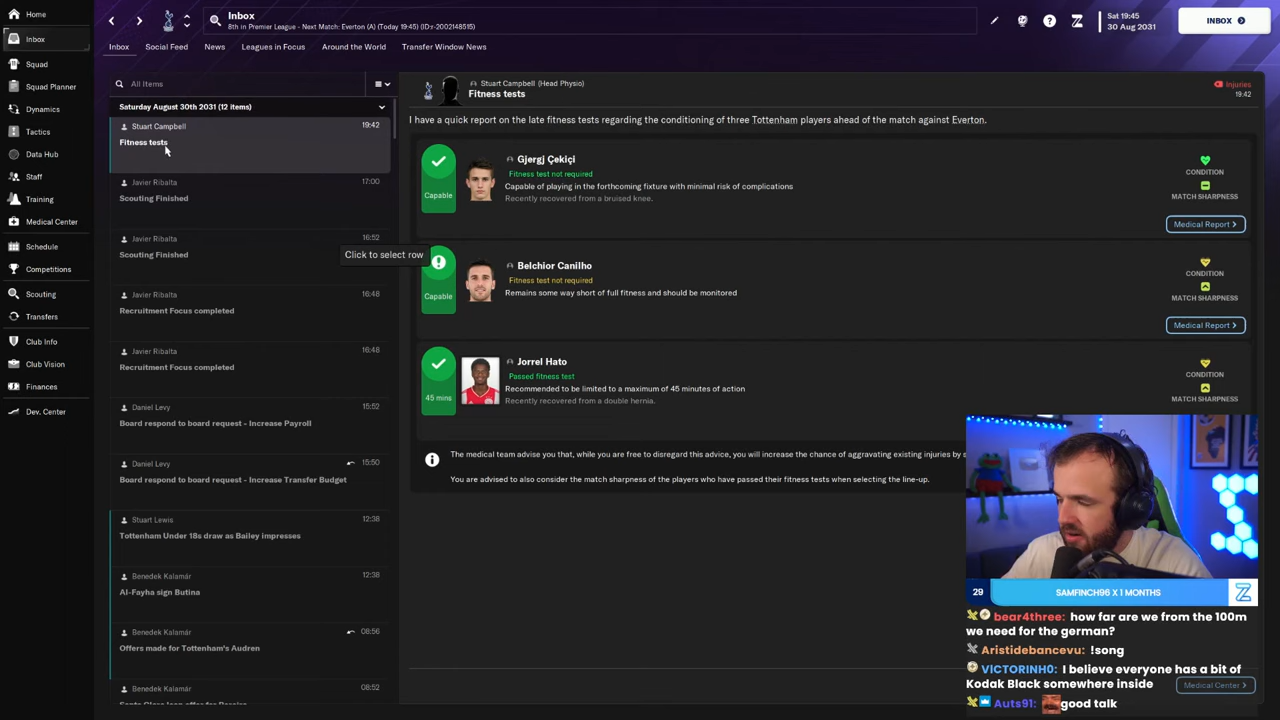 Home
Inbox
Squad
Squad Planner
Dynamics
Tactics
Data Hub
Staff
Training
Medical Center
Schedule
Competitions
Scouting
Transfers
Club Info
Club Vision
Finances
Dev. Center
Inbox
8th in Premier League - Next Match: Everton (A) (Today 19:45) (ID:r-2002148515)
Sat 19:45
30 Aug 2031
INBOX
Inbox
Social Feed
News
Leagues in Focus
Around the World
Transfer Window News
All Items
Saturday August 30th 2031 (12 items)
Stuart Campbell
19:42
Fitness tests
Javier Ribalta
17:00
Scouting Finished
Javier Ribalta
16:52
Scouting Finished
Javier Ribalta
16:48
Recruitment Focus completed
Javier Ribalta
16:48
Recruitment Focus completed
Daniel Levy
15:52
Board respond to board request - Increase Payroll
Daniel Levy
15:50
Board respond to board request - Increase Transfer Budget
Stuart Lewis
12:38
Tottenham Under 18s draw as Bailey impresses
Benedek Kalamár
12:38
Al-Fayha sign Butina
Benedek Kalamár
08:56
Offers made for Tottenham's Audren
Benedek Kalamár
08:52
Click to select row
Stuart Campbell (Head Physio)
Fitness tests
Injuries
19:42
I have a quick report on the late fitness tests regarding the conditioning of three Tottenham players ahead of the match against Everton.
Capable
Gjergj Çekiçi
Fitness test not required
Capable of playing in the forthcoming fixture with minimal risk of complications
Recently recovered from a bruised knee.
CONDITION
MATCH SHARPNESS
Medical Report
Capable
Belchior Canilho
Fitness test not required
Remains some way short of full fitness and should be monitored
CONDITION
MATCH SHARPNESS
Medical Report
45 mins
Jorrel Hato
Passed fitness test
Recommended to be limited to a maximum of 45 minutes of action
Recently recovered from a double hernia.
CONDITION
MATCH SHARPNESS
The medical team advise you that, while you are free to disregard this advice, you will increase the chance of aggravating existing injuries by
You are advised to also consider the match sharpness of the players who have passed their fitness tests when selecting the line-up.
29
SAMFINCH96 X 1 MONTHS
bear4three: how far are we from the 100m
we need for the german?
Aristidebancevu: !song
VICTORINH0: I believe everyone has a bit of
Kodak Black somewhere inside
Medical Center
Auts91: good talk